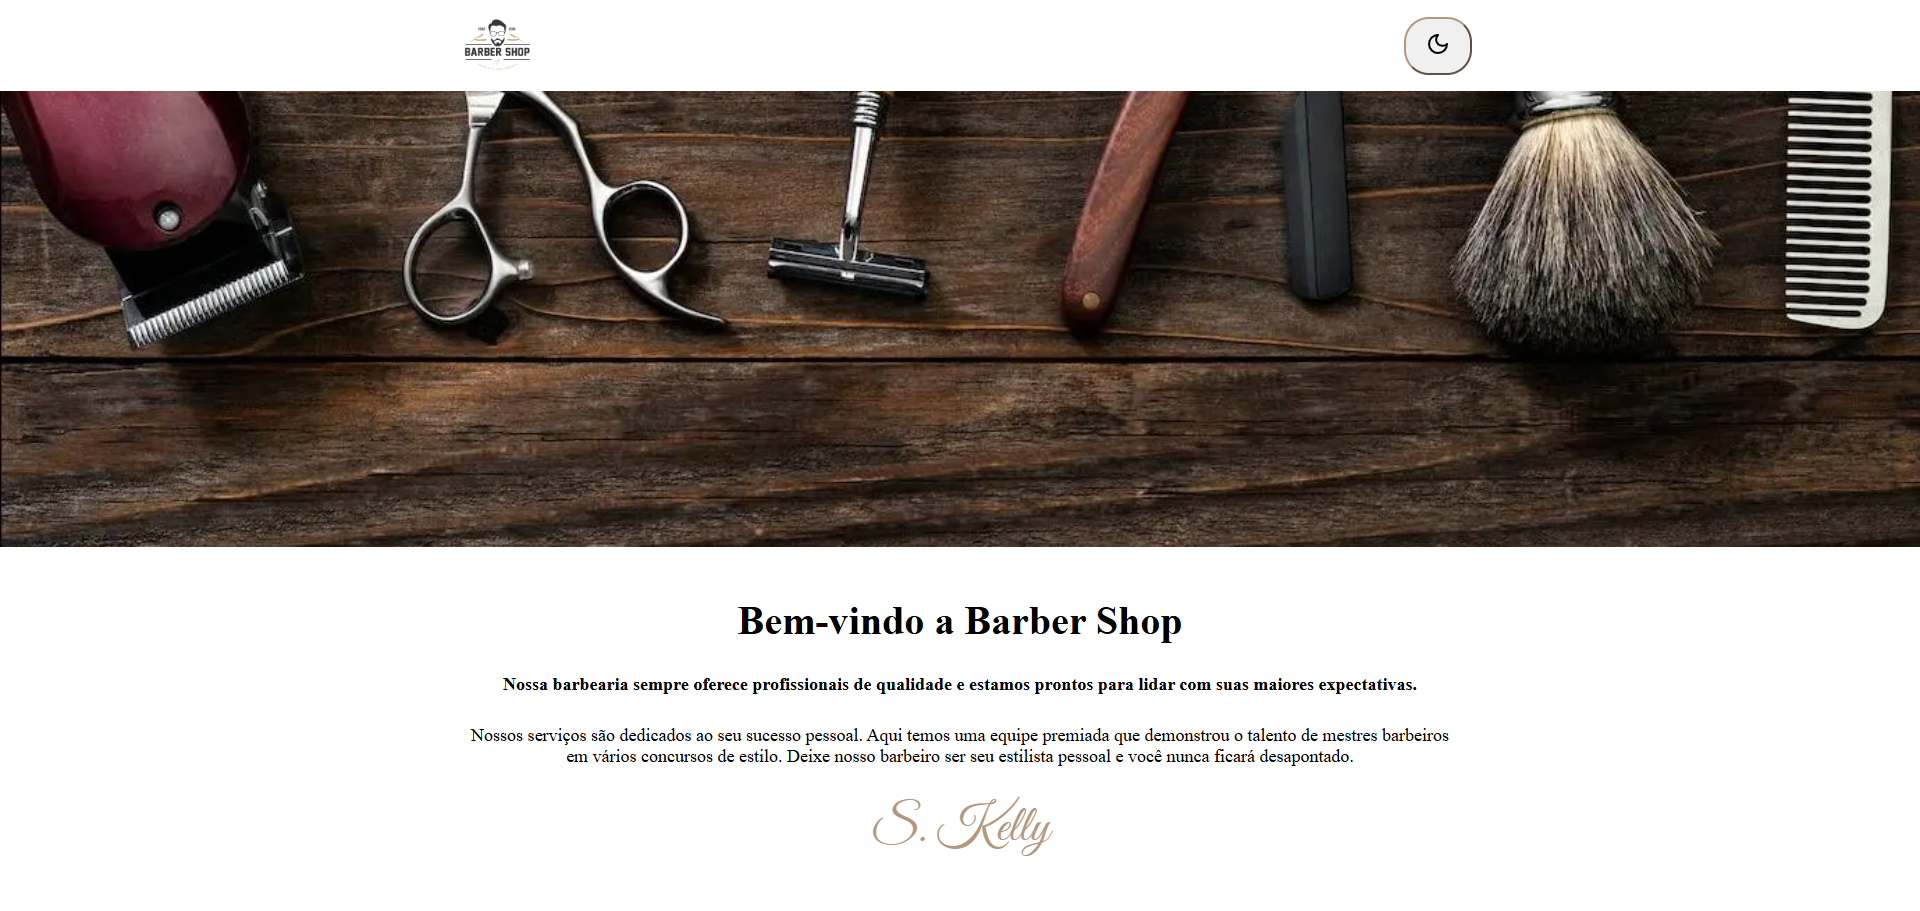 BARBER SHOP
Bem-vindo a Barber Shop
Nossa barbearia sempre oferece profissionais de qualidade e estamos prontos para lidar com suas maiores expectativas.
Nossos serviços são dedicados ao seu sucesso pessoal. Aqui temos uma equipe premiada que demonstrou o talento de mestres barbeiros
em vários concursos de estilo. Deixe nosso barbeiro ser seu estilista pessoal e você nunca ficará desapontado.
S. Kelly